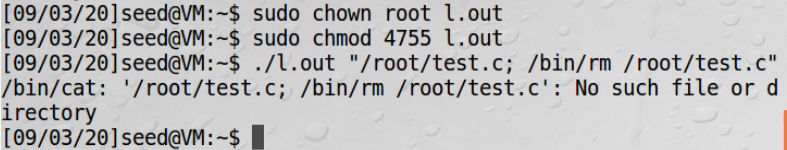 [09/03/20]seed@VM:~$ sudo chown root l.out
[09/03/20]seed@VM:~$ sudo chmod 4755 l.out
[09/03/20]seed@VM:~$ ./l.out "/root/test.c; /bin/rm /root/test.c"
/bin/cat: '/root/test.c; /bin/rm /root/test.c': No such file or d
irectory
[09/03/20]seed@VM:~$